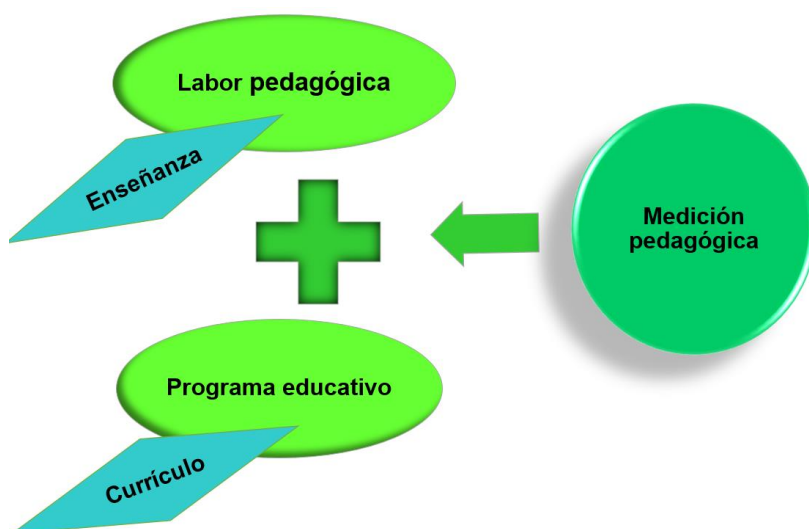 Labor pedagógica
Enseñanza
Medición
pedagógica
Programa educativo
Currículo